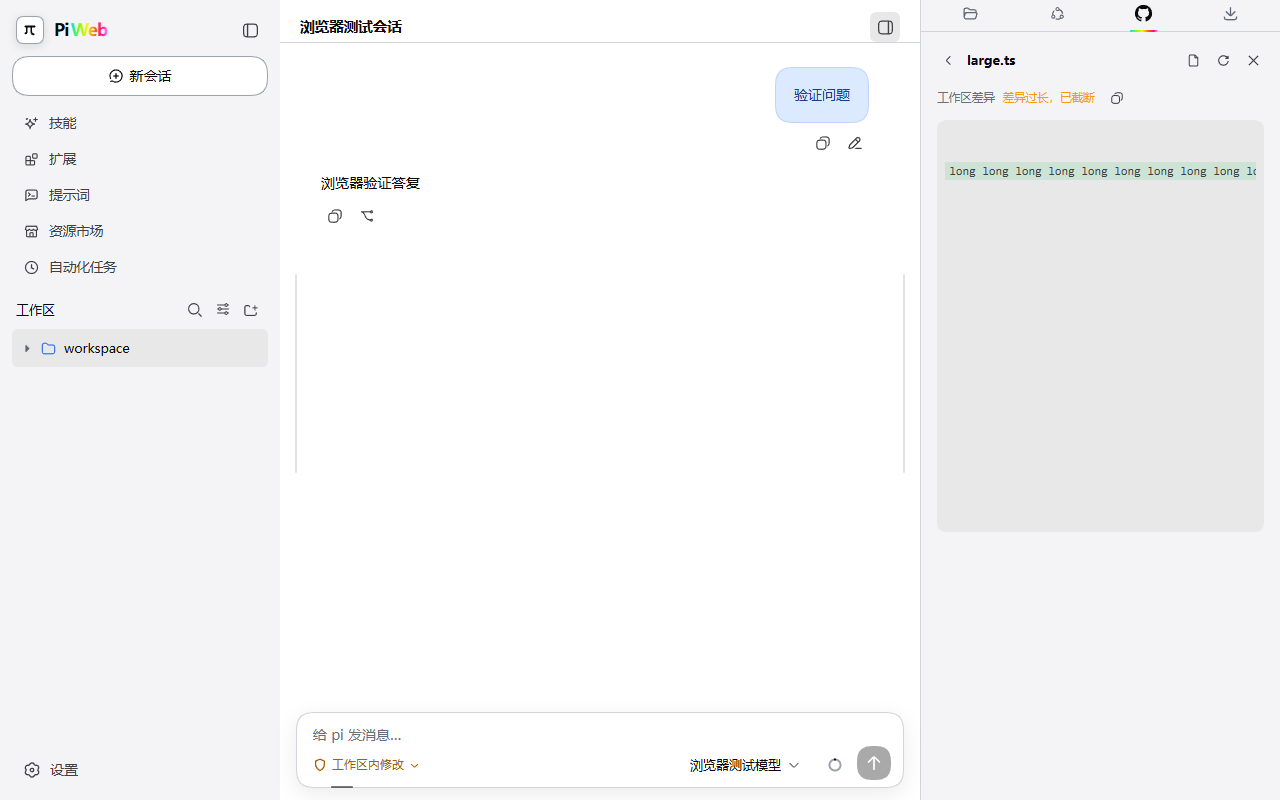 π PiWeb
新会话
技能
扩展
提示词
资源市场
自动化任务
工作区
workspace
设置
浏览器测试会话
验证问题
浏览器验证答复
给 pi 发消息...
工作区内修改
浏览器测试模型
large.ts
工作区差异 差异过长，已截断
long long long long long long long long long lo